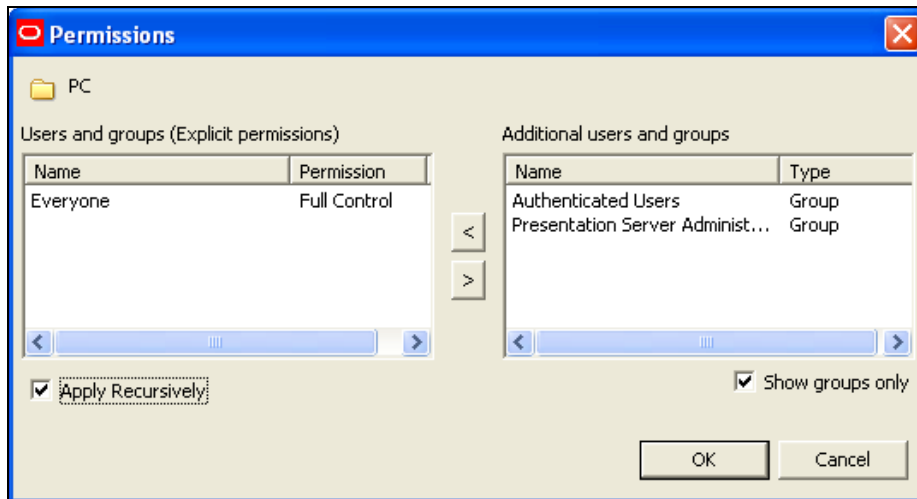 Permissions
PC
Users and groups (Explicit permissions)
Name Permission
Everyone Full Control
<
>
Additional users and groups
Name Type
Authenticated Users Group
Presentation Server Administ... Group
Apply Recursively
Show groups only
OK Cancel